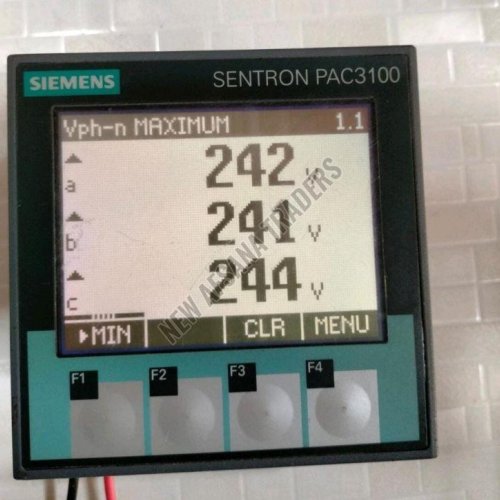 SIEMENS SENTRON PAC3100
Vph-n MAXIMUM 1.1
a 242 V
b 241 V
c 244 V
▸MIN CLR MENU
F1 F2 F3 F4
NEW AFSANA TRADERS